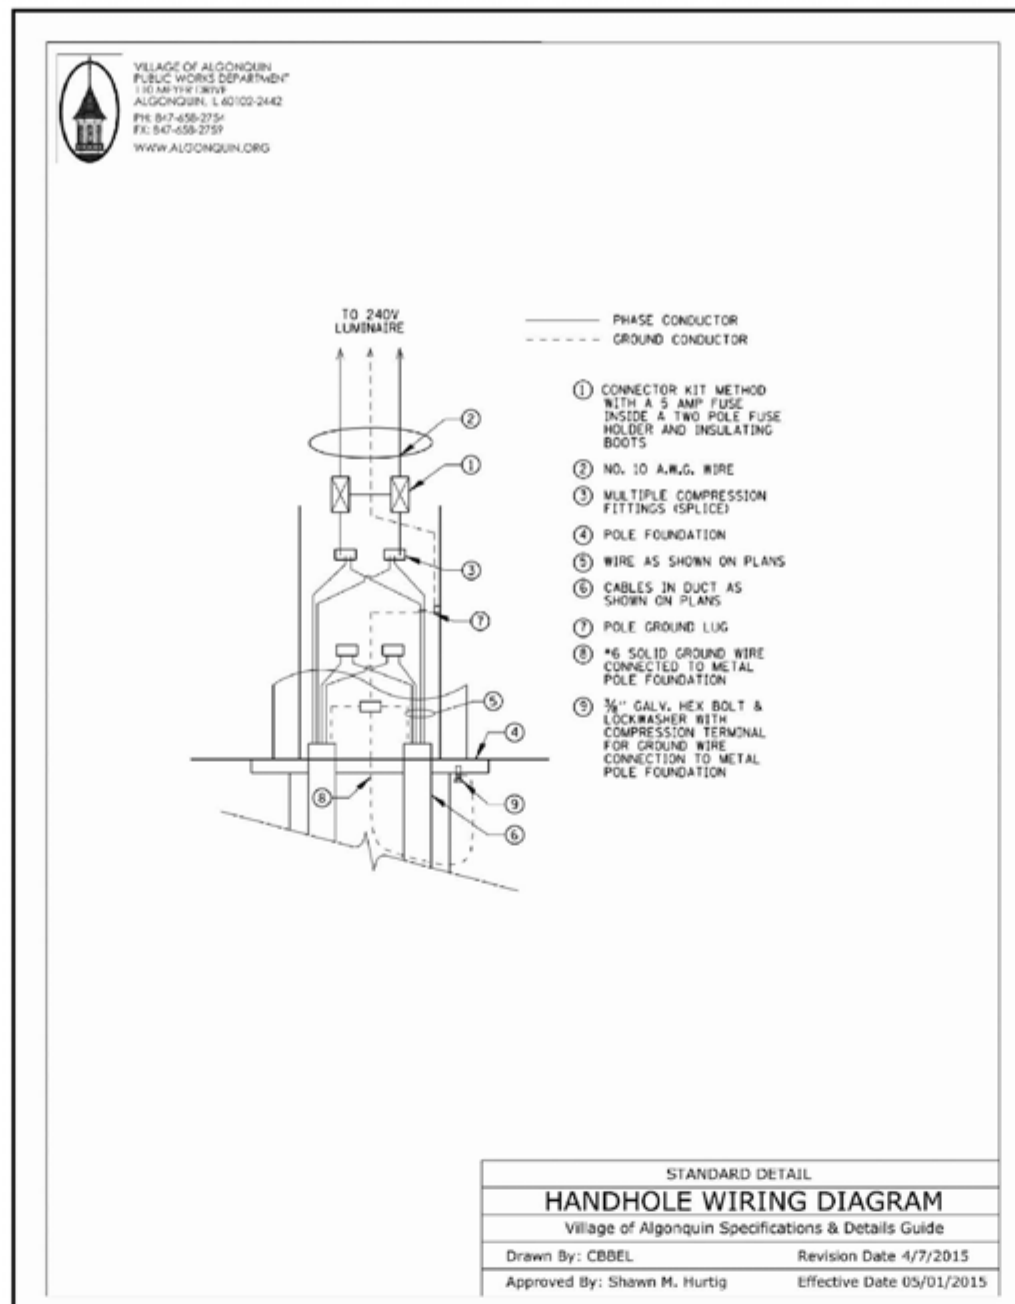 VILLAGE OF ALGONQUIN
PUBLIC WORKS DEPARTMENT
110 MEYER DRIVE
ALGONQUIN, IL 60102-2442
PH: 847-658-2754
FX: 847-658-2759
WWW.ALGONQUIN.ORG
TO 240V
LUMINAIRE
PHASE CONDUCTOR
GROUND CONDUCTOR
① CONNECTOR KIT METHOD
WITH A 5 AMP FUSE
INSIDE A TWO POLE FUSE
HOLDER AND INSULATING
BOOTS
② NO. 10 A.W.G. WIRE
③ MULTIPLE COMPRESSION
FITTINGS (SPLICE)
④ POLE FOUNDATION
⑤ WIRE AS SHOWN ON PLANS
⑥ CABLES IN DUCT AS
SHOWN ON PLANS
⑦ POLE GROUND LUG
⑧ *6 SOLID GROUND WIRE
CONNECTED TO METAL
POLE FOUNDATION
⑨ ⅜" GALV. HEX BOLT &
LOCKWASHER WITH
COMPRESSION TERMINAL
FOR GROUND WIRE
CONNECTION TO METAL
POLE FOUNDATION
②
①
③
⑦
⑤
④
⑧
⑨
⑥
STANDARD DETAIL
HANDHOLE WIRING DIAGRAM
Village of Algonquin Specifications & Details Guide
Drawn By: CBBEL Revision Date 4/7/2015
Approved By: Shawn M. Hurtig Effective Date 05/01/2015